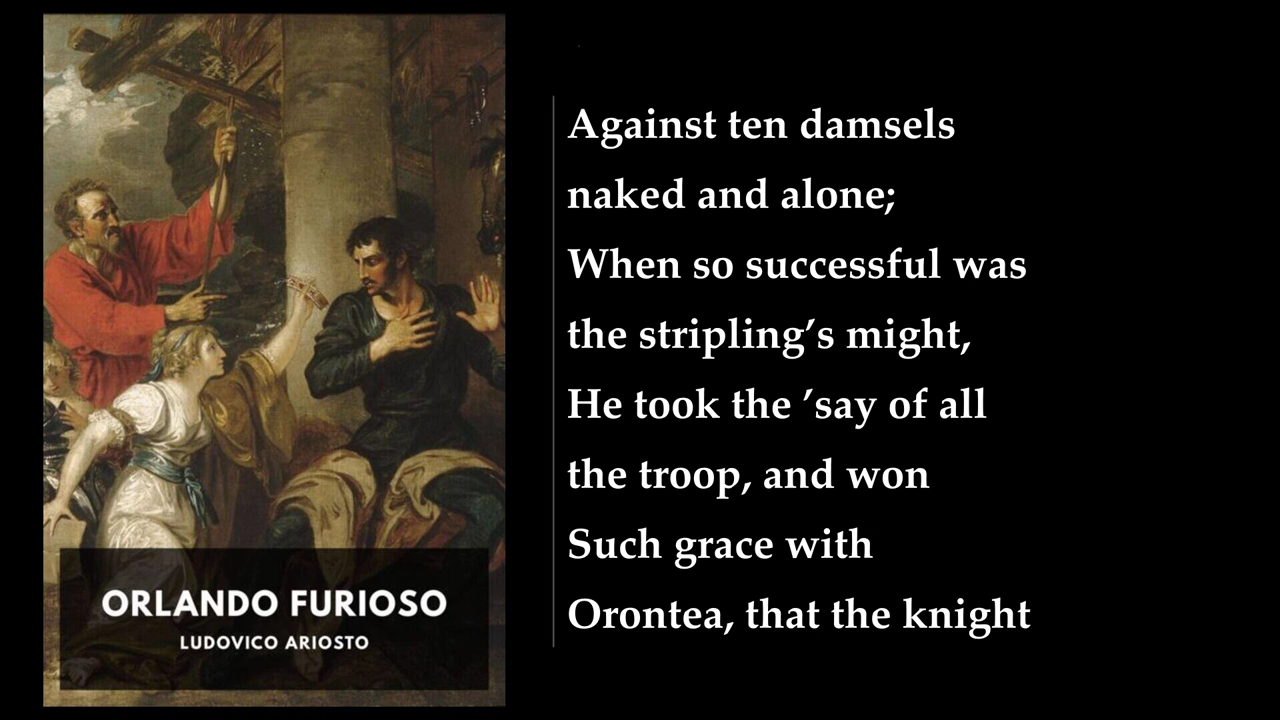 ORLANDO FURIOSO
LUDOVICO ARIOSTO
Against ten damsels
naked and alone;
When so successful was
the stripling’s might,
He took the ’say of all
the troop, and won
Such grace with
Orontea, that the knight